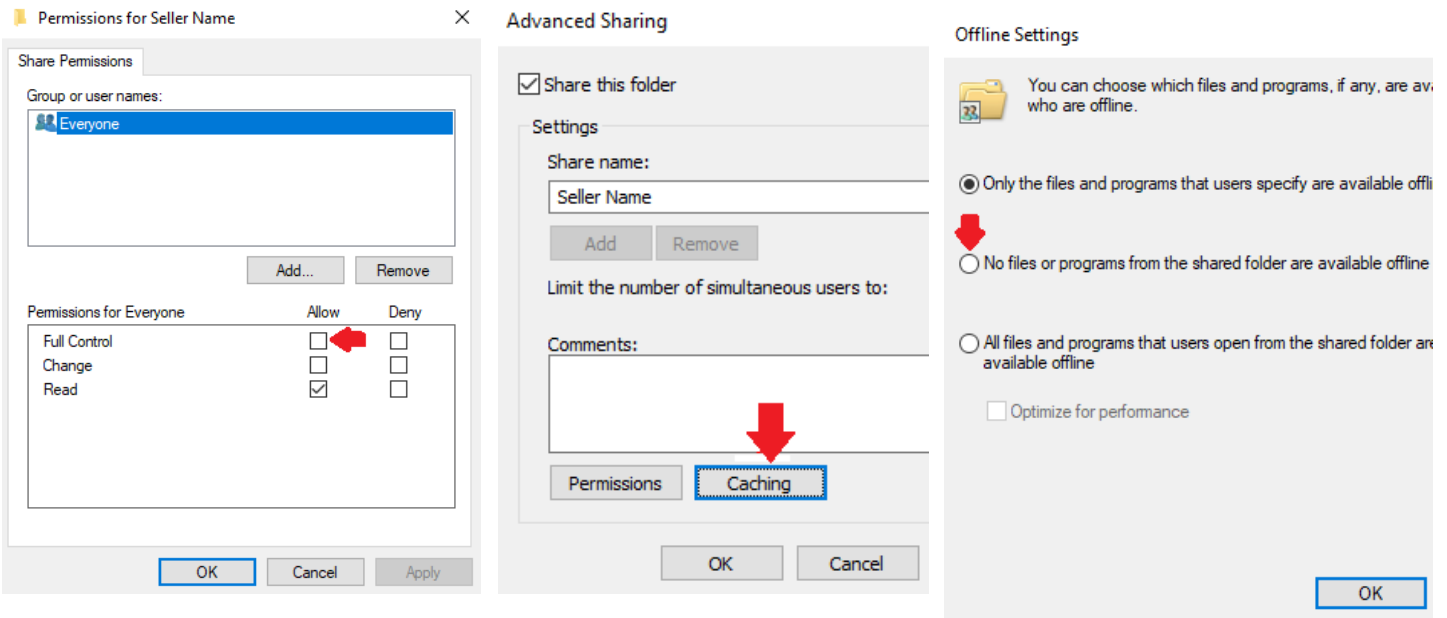 Permissions for Seller Name
Share Permissions
Group or user names:
Everyone
Add...
Remove
Permissions for Everyone
Allow
Deny
Full Control
Change
Read
OK
Cancel
Apply
Advanced Sharing
Share this folder
Settings
Share name:
Seller Name
Add
Remove
Limit the number of simultaneous users to:
Comments:
Permissions
Caching
OK
Cancel
Offline Settings
You can choose which files and programs, if any, are ava
who are offline.
Only the files and programs that users specify are available offli
No files or programs from the shared folder are available offline
All files and programs that users open from the shared folder are
available offline
Optimize for performance
OK